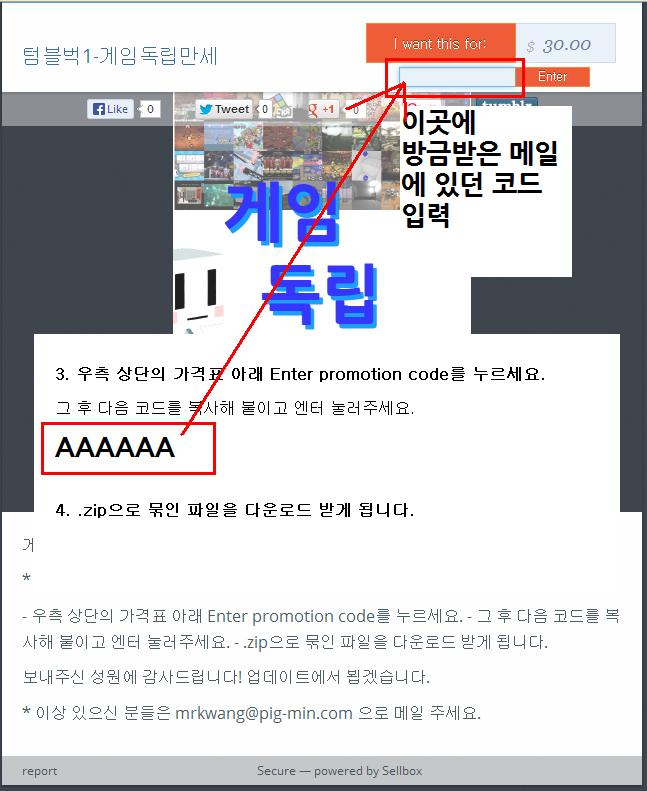 텀블벅1-게임독립만세
I want this for:
$ 30.00
Enter
Like 0
Tweet 0
g +1 0
tumblr
이곳에
방금받은 메일
에 있던 코드
입력
게임
독립
3. 우측 상단의 가격표 아래 Enter promotion code를 누르세요.
그 후 다음 코드를 복사해 붙이고 엔터 눌러주세요.
AAAAAA
4. .zip으로 묶인 파일을 다운로드 받게 됩니다.
게
*
- 우측 상단의 가격표 아래 Enter promotion code를 누르세요. - 그 후 다음 코드를 복
사해 붙이고 엔터 눌러주세요. - .zip으로 묶인 파일을 다운로드 받게 됩니다.
보내주신 성원에 감사드립니다! 업데이트에서 뵙겠습니다.
* 이상 있으신 분들은 mrkwang@pig-min.com 으로 메일 주세요.
report
Secure — powered by Sellbox